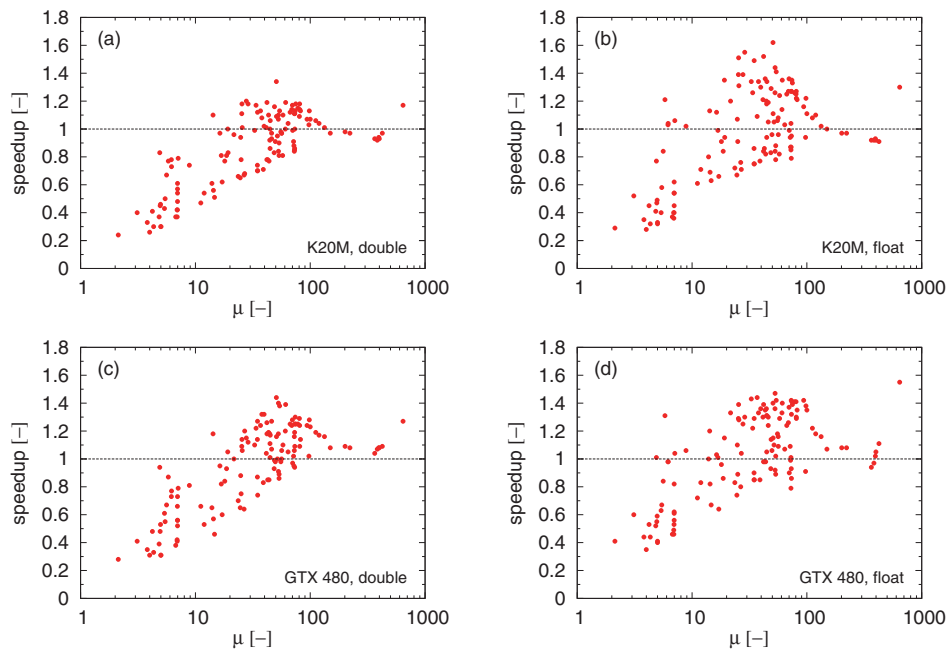 (a)
speedup [−]
1.8
1.6
1.4
1.2
1
0.8
0.6
0.4
0.2
0
K20M, double
1 10 100 1000
μ [−]
(b)
speedup [−]
1.8
1.6
1.4
1.2
1
0.8
0.6
0.4
0.2
0
K20M, float
1 10 100 1000
μ [−]
(c)
speedup [−]
1.8
1.6
1.4
1.2
1
0.8
0.6
0.4
0.2
0
GTX 480, double
1 10 100 1000
μ [−]
(d)
speedup [−]
1.8
1.6
1.4
1.2
1
0.8
0.6
0.4
0.2
0
GTX 480, float
1 10 100 1000
μ [−]